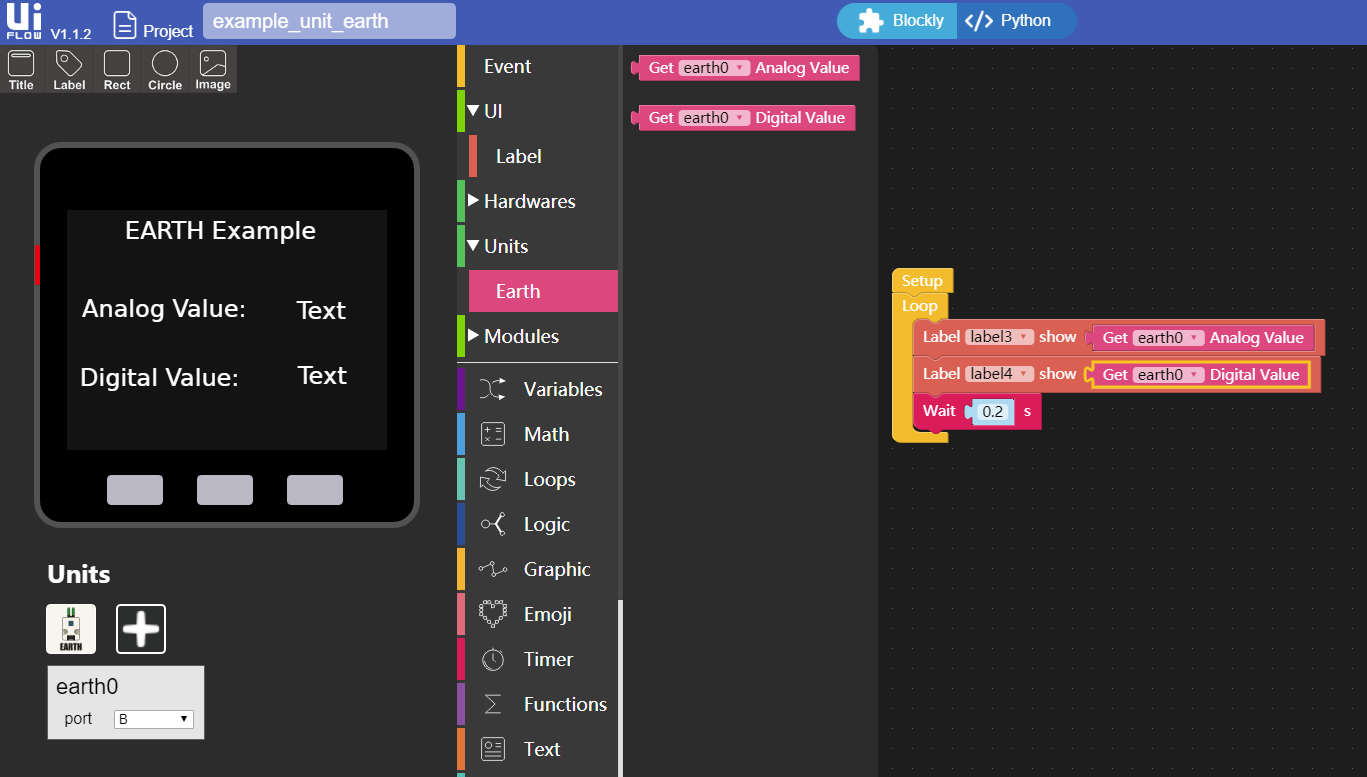 Ui FLOW V1.1.2 Project example_unit_earth Blockly </> Python
Title Label Rect Circle Image
EARTH Example
Analog Value: Text
Digital Value: Text
Units
EARTH
earth0
port B
Event
UI
Label
Hardwares
Units
Earth
Modules
Variables
Math
Loops
Logic
Graphic
Emoji
Timer
Functions
Text
Get earth0 Analog Value
Get earth0 Digital Value
Setup
Loop
Label label3 show Get earth0 Analog Value
Label label4 show Get earth0 Digital Value
Wait 0.2 s